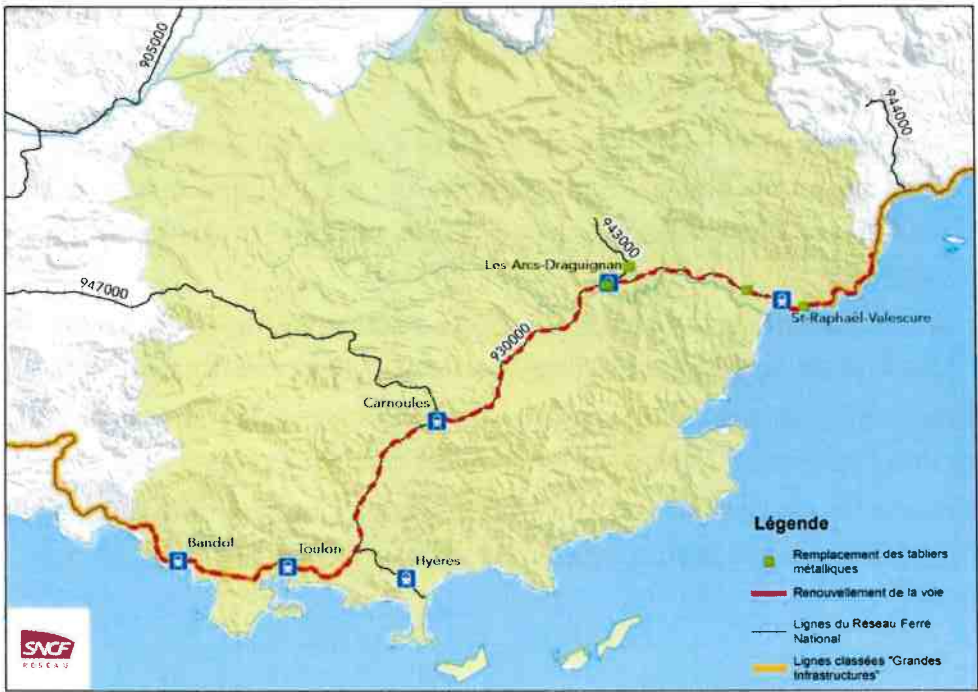 905000
944000
943000
Les Arcs-Draguignan
947000
St-Raphaël-Valescure
930000
Carnoules
Bandol
Toulon
Hyères
Légende
Remplacement des tabliers
métalliques
Renouvellement de la voie
Lignes du Réseau Ferré
National
Lignes classées "Grandes
Infrastructures"
SNCF
RÉSEAU